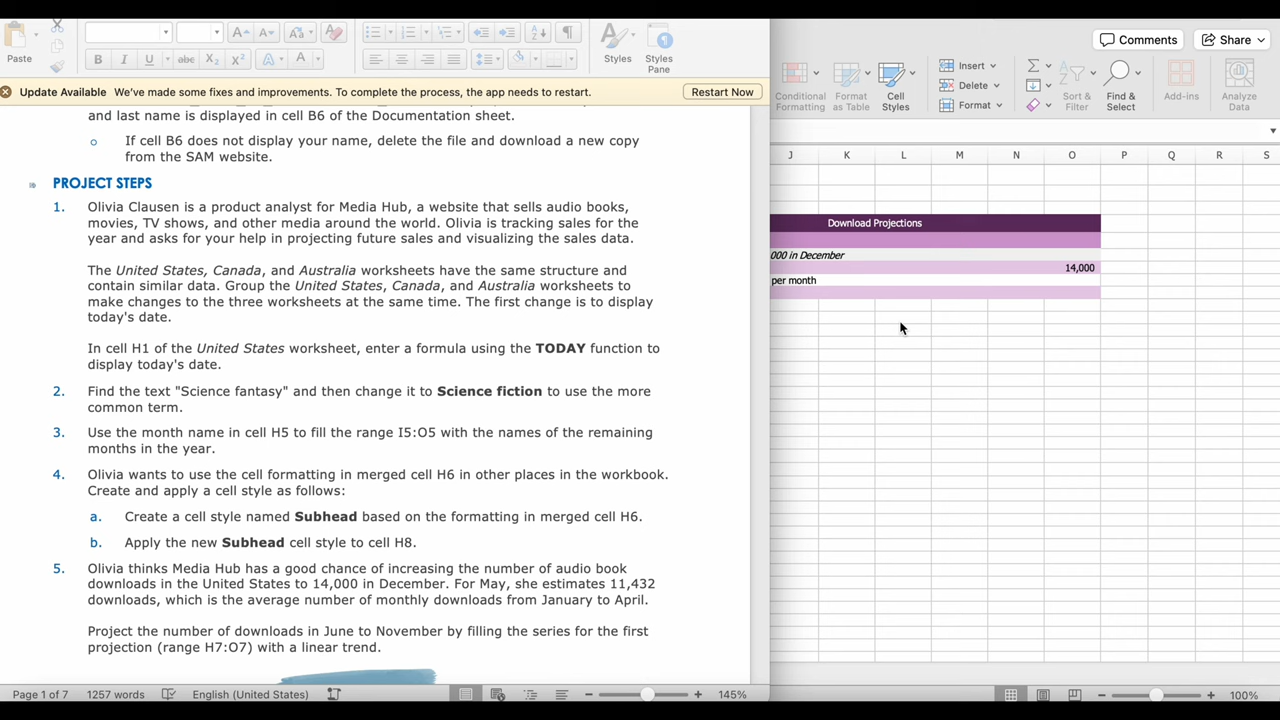 Paste
B I U abc X₂ X² A A
Styles
Styles Pane
Update Available We've made some fixes and improvements. To complete the process, the app needs to restart. Restart Now
and last name is displayed in cell B6 of the Documentation sheet.
o If cell B6 does not display your name, delete the file and download a new copy
from the SAM website.
PROJECT STEPS
1. Olivia Clausen is a product analyst for Media Hub, a website that sells audio books,
movies, TV shows, and other media around the world. Olivia is tracking sales for the
year and asks for your help in projecting future sales and visualizing the sales data.
The United States, Canada, and Australia worksheets have the same structure and
contain similar data. Group the United States, Canada, and Australia worksheets to
make changes to the three worksheets at the same time. The first change is to display
today's date.
In cell H1 of the United States worksheet, enter a formula using the TODAY function to
display today's date.
2. Find the text "Science fantasy" and then change it to Science fiction to use the more
common term.
3. Use the month name in cell H5 to fill the range I5:O5 with the names of the remaining
months in the year.
4. Olivia wants to use the cell formatting in merged cell H6 in other places in the workbook.
Create and apply a cell style as follows:
a. Create a cell style named Subhead based on the formatting in merged cell H6.
b. Apply the new Subhead cell style to cell H8.
5. Olivia thinks Media Hub has a good chance of increasing the number of audio book
downloads in the United States to 14,000 in December. For May, she estimates 11,432
downloads, which is the average number of monthly downloads from January to April.
Project the number of downloads in June to November by filling the series for the first
projection (range H7:O7) with a linear trend.
Page 1 of 7 1257 words English (United States) 145%
Comments Share
Conditional Formatting
Format as Table
Cell Styles
Insert
Delete
Format
Sort & Filter
Find & Select
Add-ins
Analyze Data
J K L M N O P Q R S
Download Projections
000 in December
14,000
per month
100%